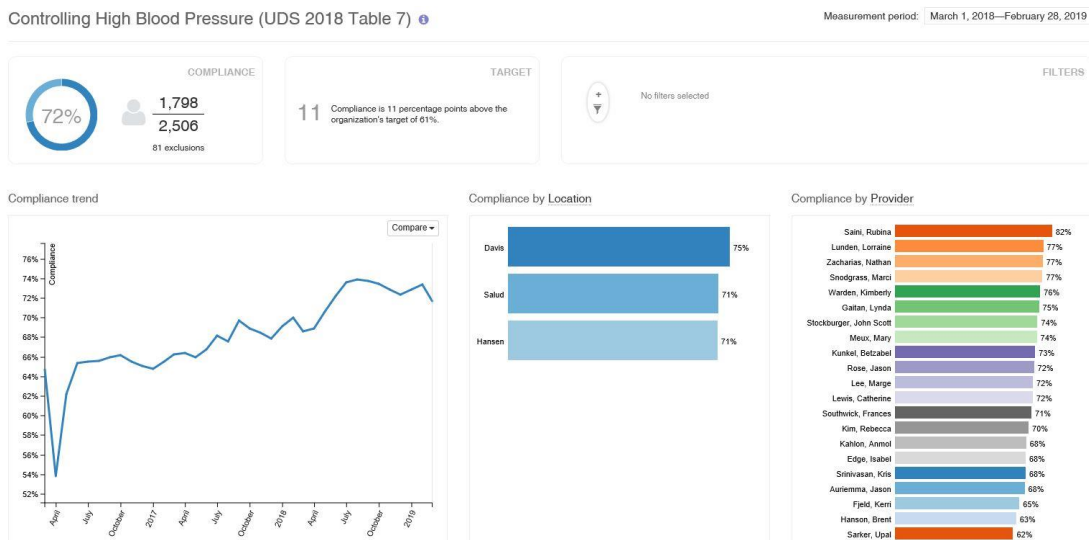 Controlling High Blood Pressure (UDS 2018 Table 7)
Measurement period: March 1, 2018—February 28, 2019
COMPLIANCE
72%
1,798
2,506
81 exclusions
TARGET
11
Compliance is 11 percentage points above the
organization's target of 61%.
FILTERS
+
No filters selected
Compliance trend
Compare
Compliance
76%
74%
72%
70%
68%
66%
64%
62%
60%
58%
56%
54%
52%
April
July
October
2017
April
July
October
2018
April
July
October
2019
Compliance by Location
Davis 75%
Salud 71%
Hansen 71%
Compliance by Provider
Saini, Rubina 82%
Lunden, Lorraine 77%
Zacharias, Nathan 77%
Snodgrass, Marci 77%
Warden, Kimberly 76%
Gaitan, Lynda 75%
Stockburger, John Scott 74%
Meux, Mary 74%
Kunkel, Betzabel 73%
Rose, Jason 72%
Lee, Marge 72%
Lewis, Catherine 72%
Southwick, Frances 71%
Kim, Rebecca 70%
Kahlon, Anmol 68%
Edge, Isabel 68%
Srinivasan, Kris 68%
Auriemma, Jason 68%
Fjeld, Kerri 65%
Hanson, Brent 63%
Sarker, Upal 62%